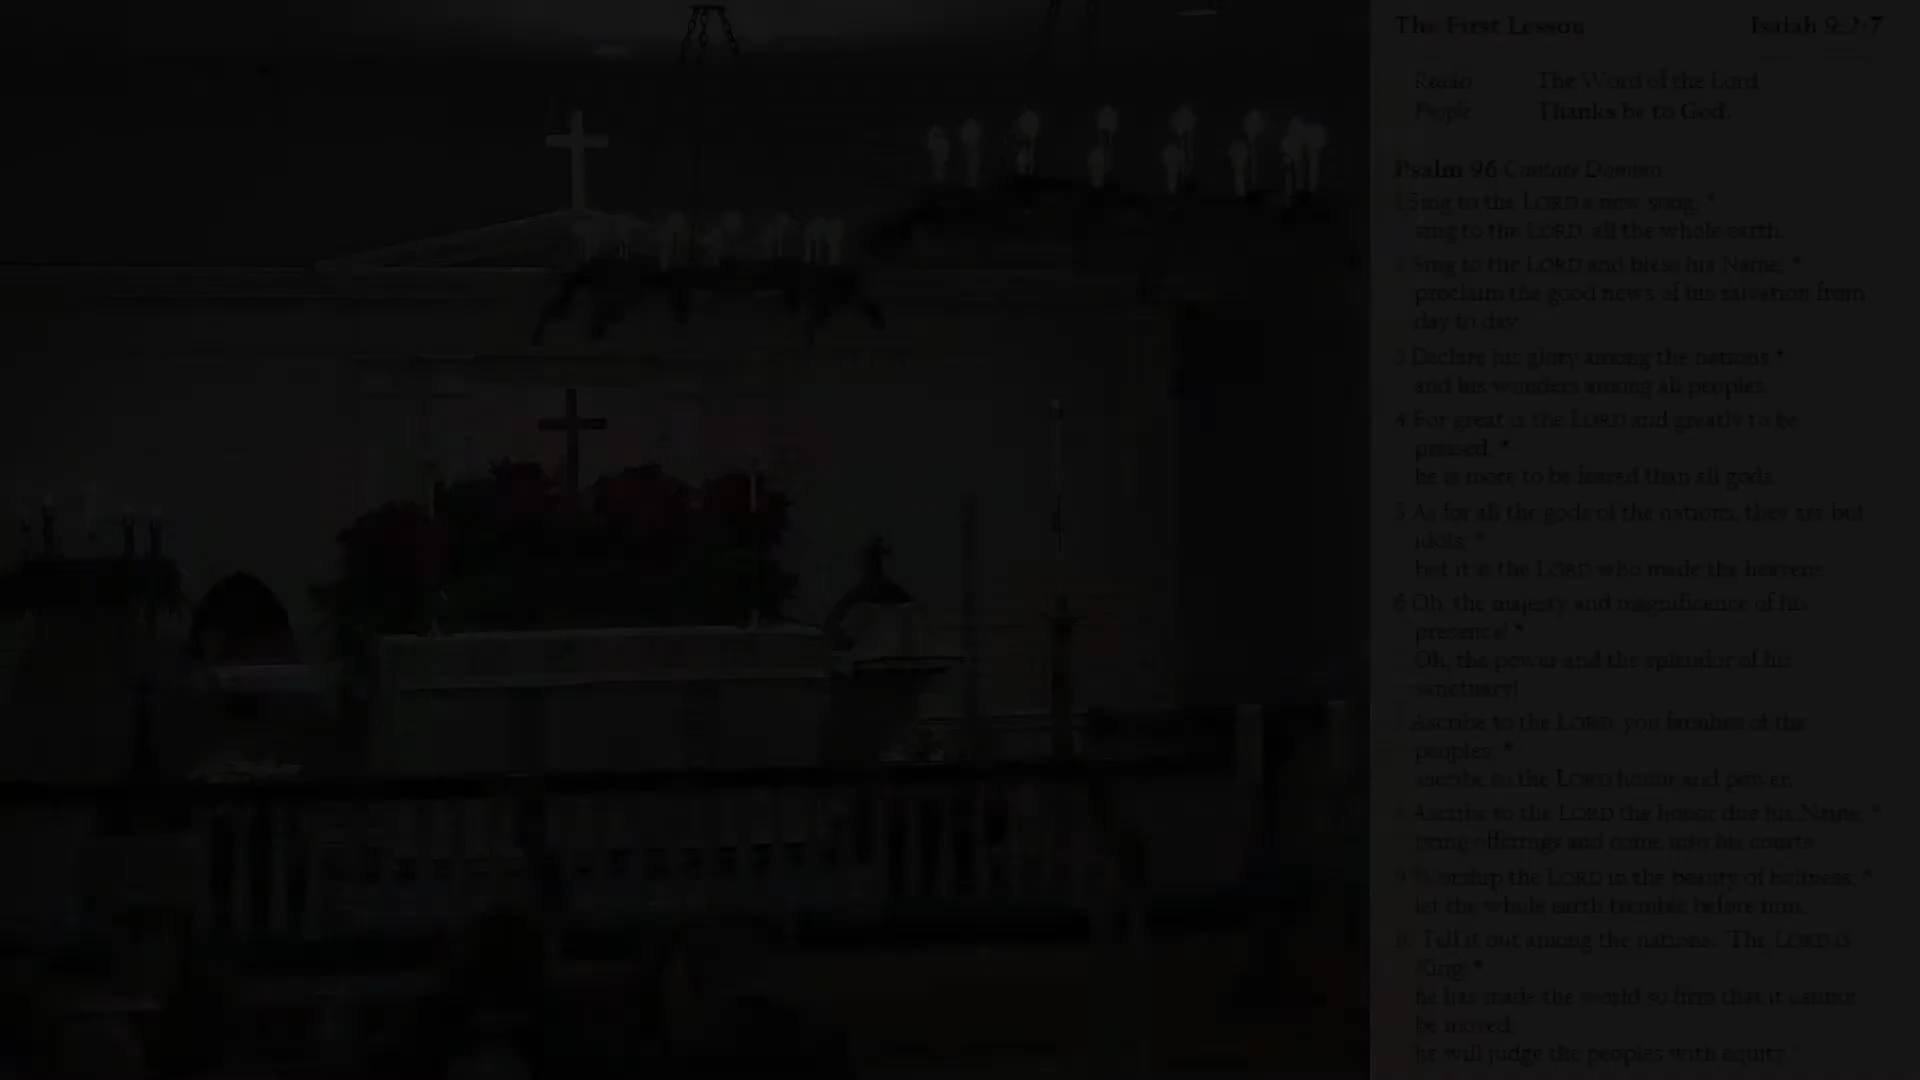 The First Lesson Isaiah 9:2-7
Reader The Word of the Lord
People Thanks be to God.
Psalm 96 Cantate Domino
1 Sing to the LORD a new song; *
sing to the LORD, all the whole earth.
2 Sing to the LORD and bless his Name; *
proclaim the good news of his salvation from
day to day.
3 Declare his glory among the nations *
and his wonders among all peoples.
4 For great is the LORD and greatly to be
praised; *
he is more to be feared than all gods.
5 As for all the gods of the nations, they are but
idols; *
but it is the LORD who made the heavens.
6 Oh, the majesty and magnificence of his
presence! *
Oh, the power and the splendor of his
sanctuary!
7 Ascribe to the LORD, you families of the
peoples; *
ascribe to the LORD honor and power.
8 Ascribe to the LORD the honor due his Name; *
bring offerings and come into his courts.
9 Worship the LORD in the beauty of holiness; *
let the whole earth tremble before him.
10 Tell it out among the nations: "The LORD is
King! *
he has made the world so firm that it cannot
be moved;
he will judge the peoples with equity."